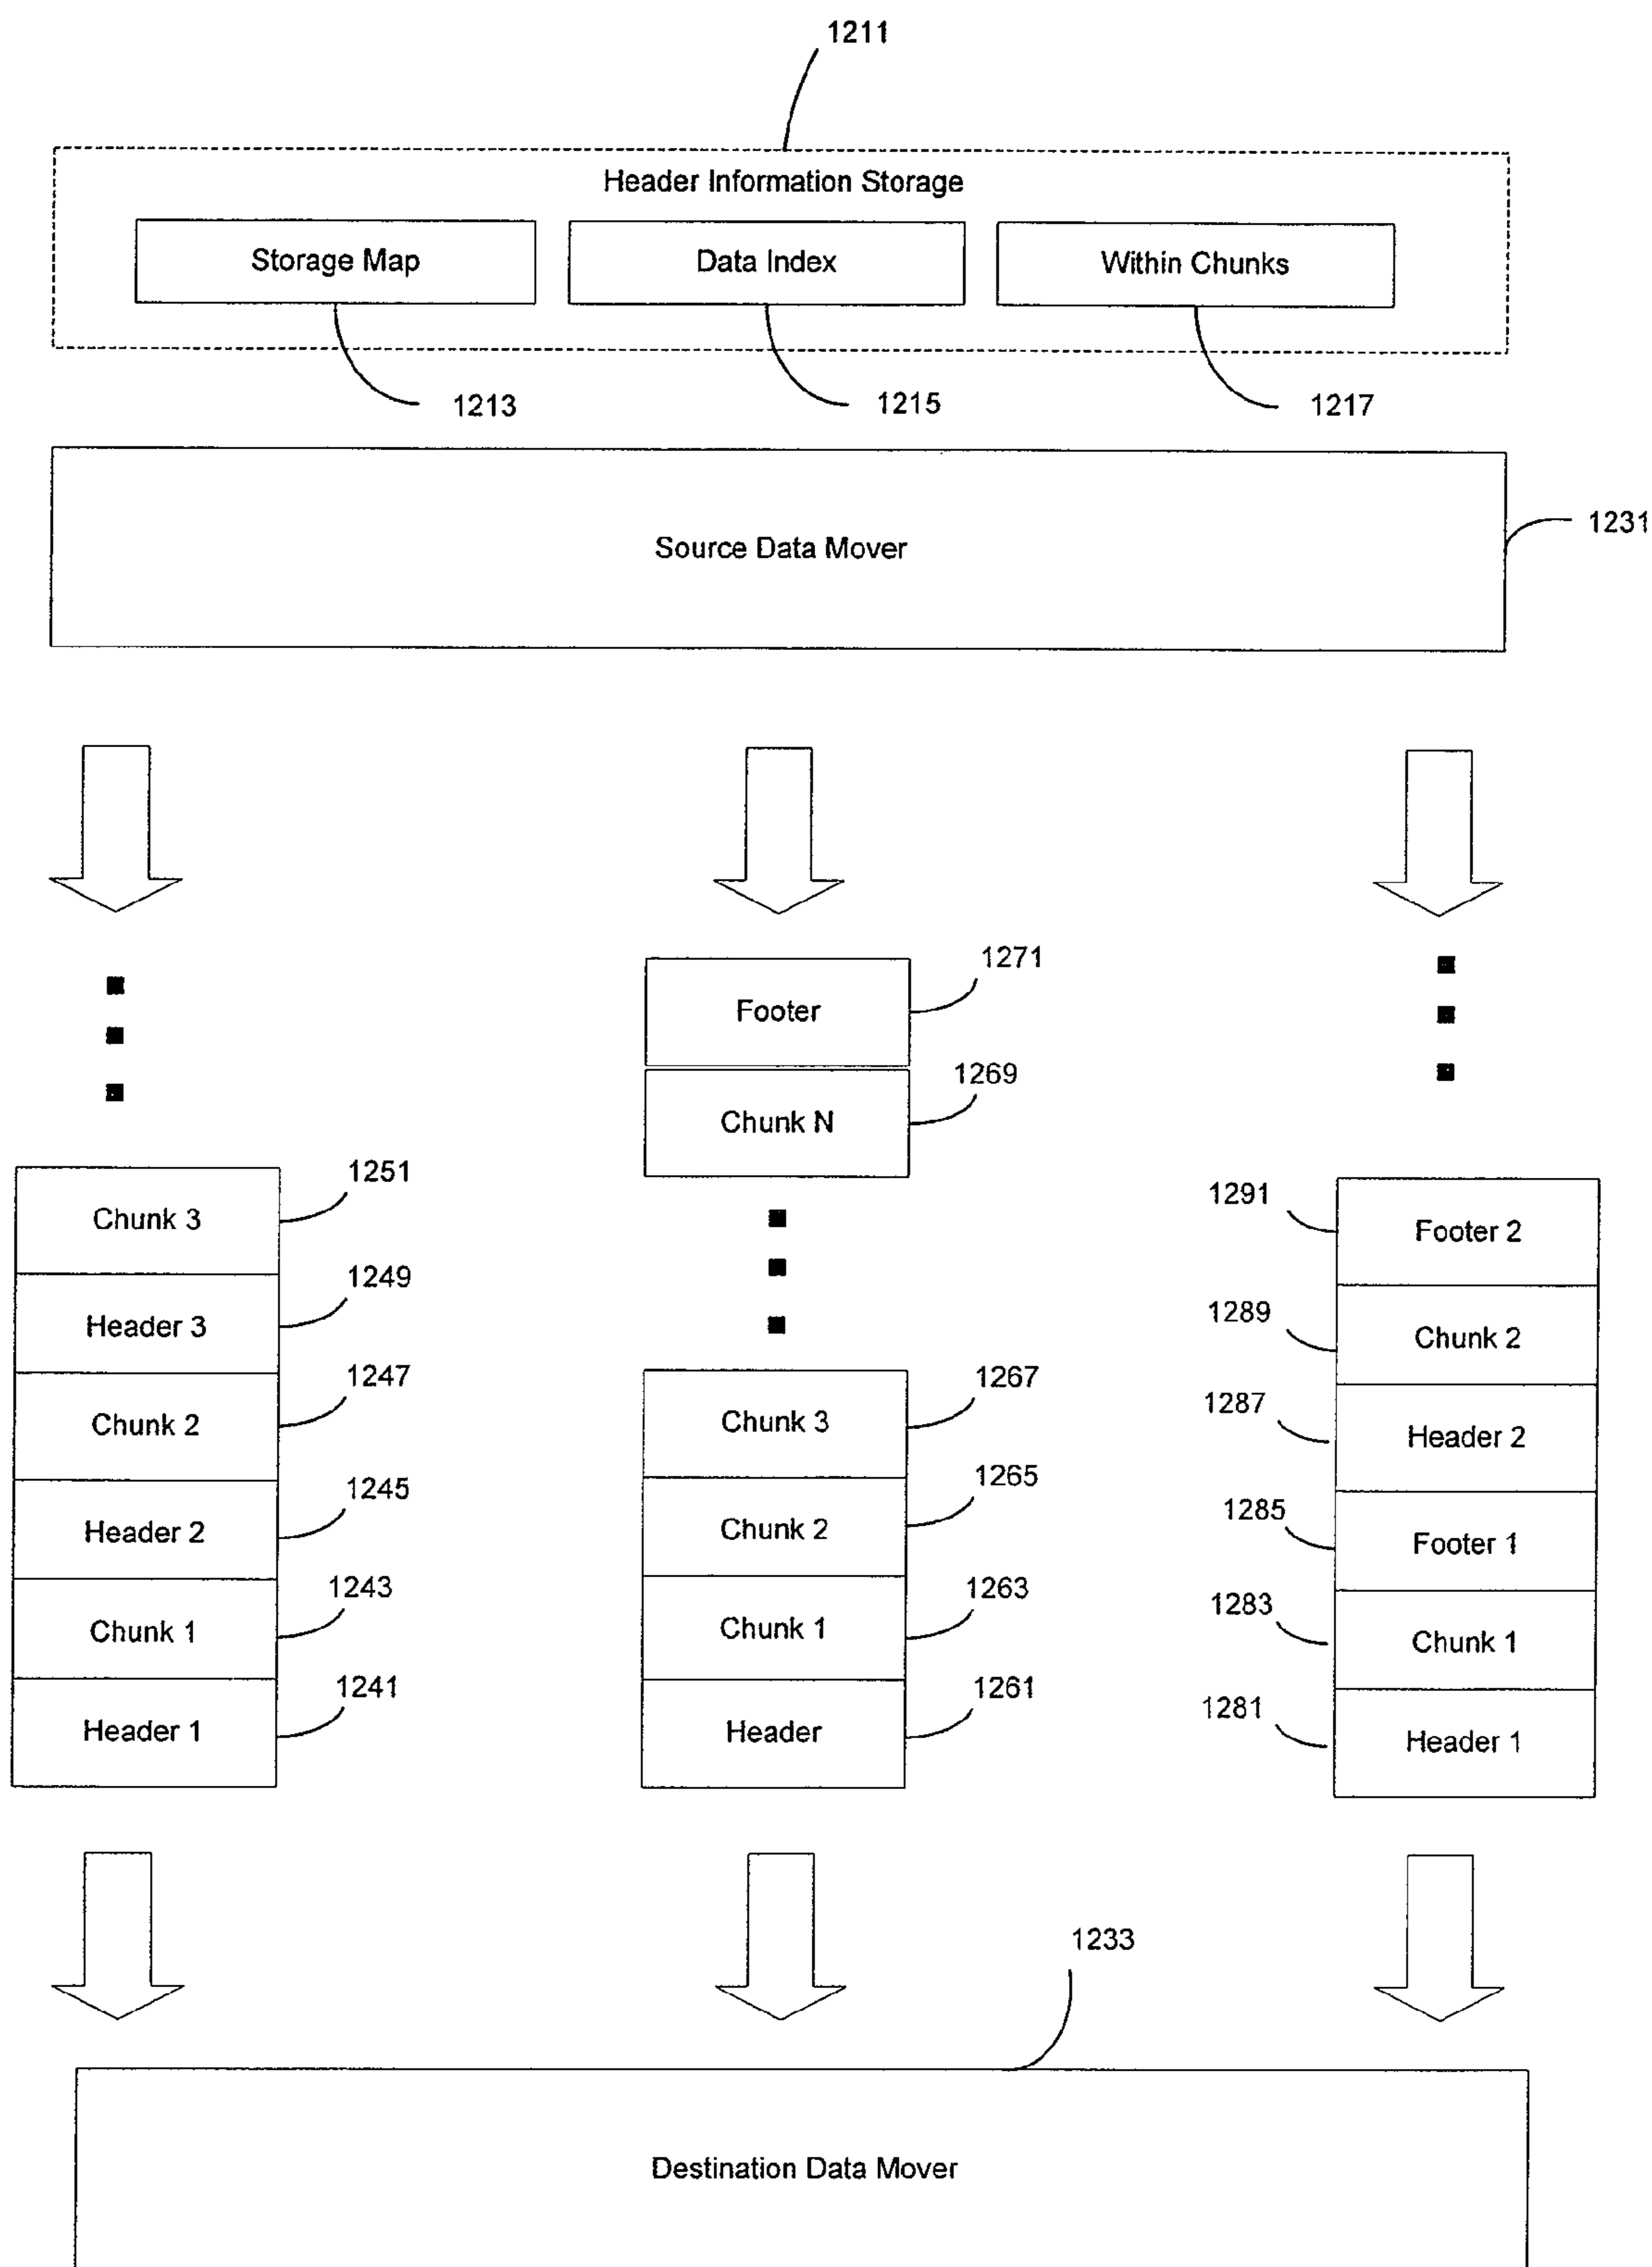 1211
Header Information Storage
Storage Map
Data Index
Within Chunks
1213
1215
1217
Source Data Mover
1231
1271
Footer
1269
Chunk N
1251
Chunk 3
1249
Header 3
1247
Chunk 2
1245
Header 2
1243
Chunk 1
1241
Header 1
1267
Chunk 3
1265
Chunk 2
1263
Chunk 1
1261
Header
1291
Footer 2
1289
Chunk 2
1287
Header 2
1285
Footer 1
1283
Chunk 1
1281
Header 1
1233
Destination Data Mover